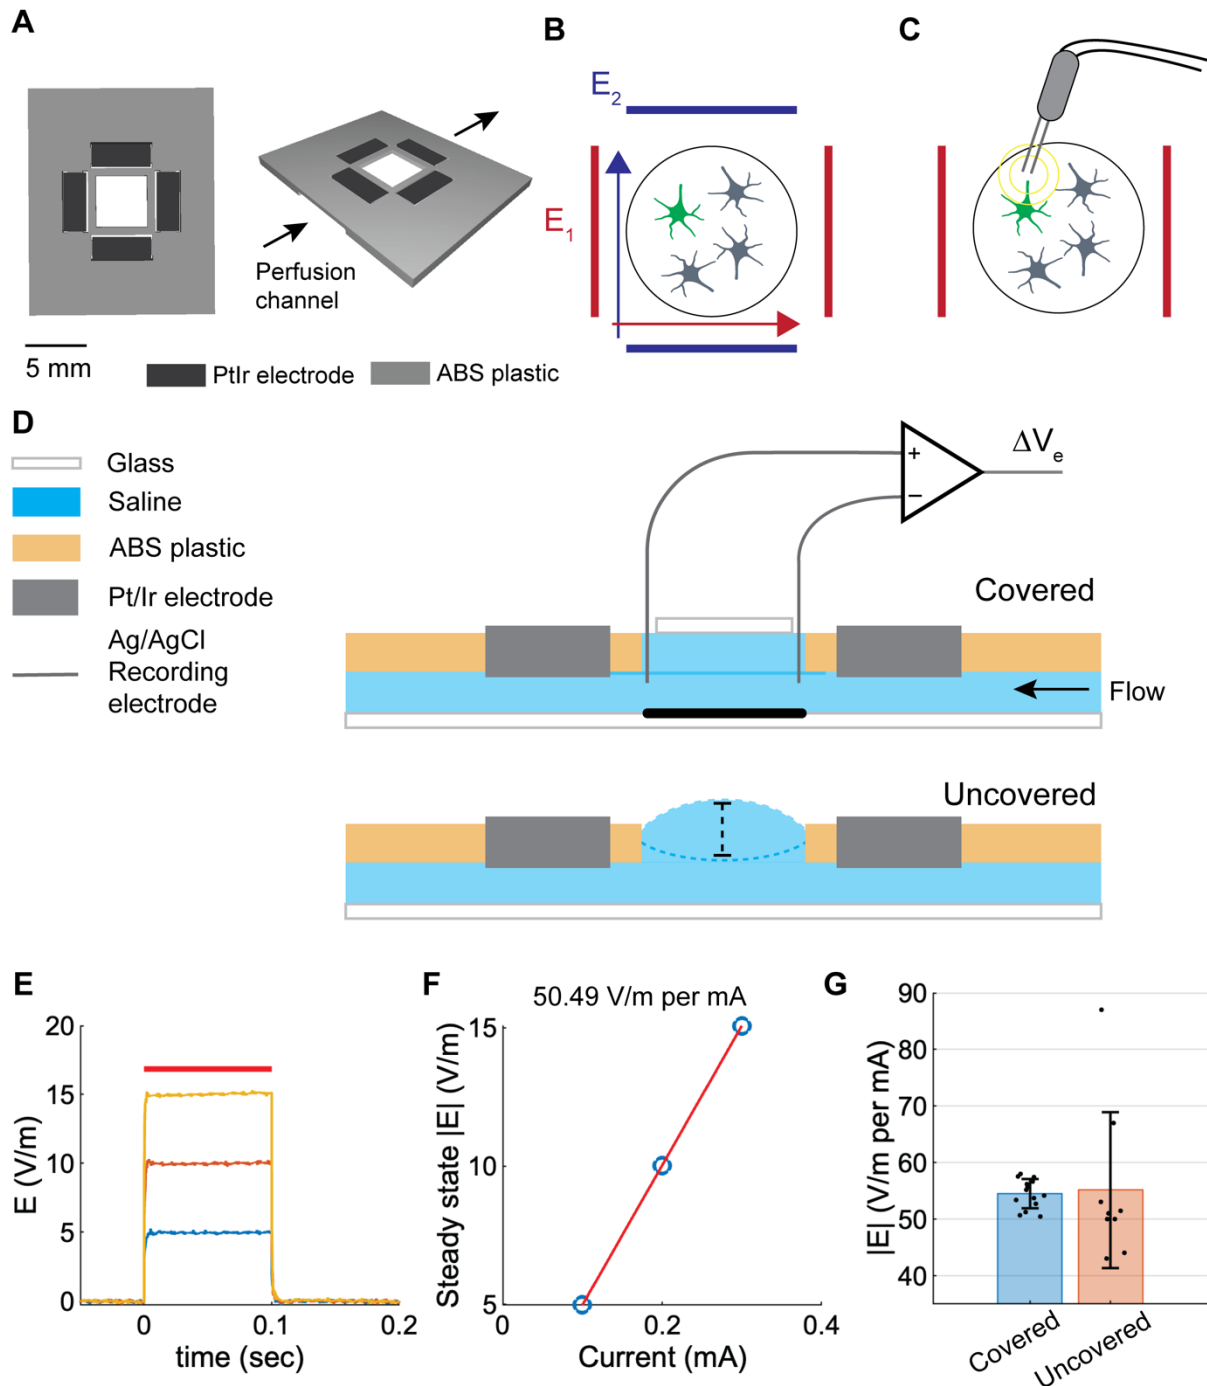 A
Perfusion
channel
5 mm
PtIr electrode
ABS plastic
B
E2
E1
C
D
Glass
Saline
ABS plastic
Pt/Ir electrode
Ag/AgCl
Recording
electrode
+
−
ΔVe
Covered
Flow
Uncovered
E
20
15
10
5
0
E (V/m)
0
0.1
0.2
time (sec)
F
50.49 V/m per mA
15
10
5
Steady state |E| (V/m)
0
0.2
0.4
Current (mA)
G
90
80
70
60
50
40
|E| (V/m per mA)
Covered
Uncovered